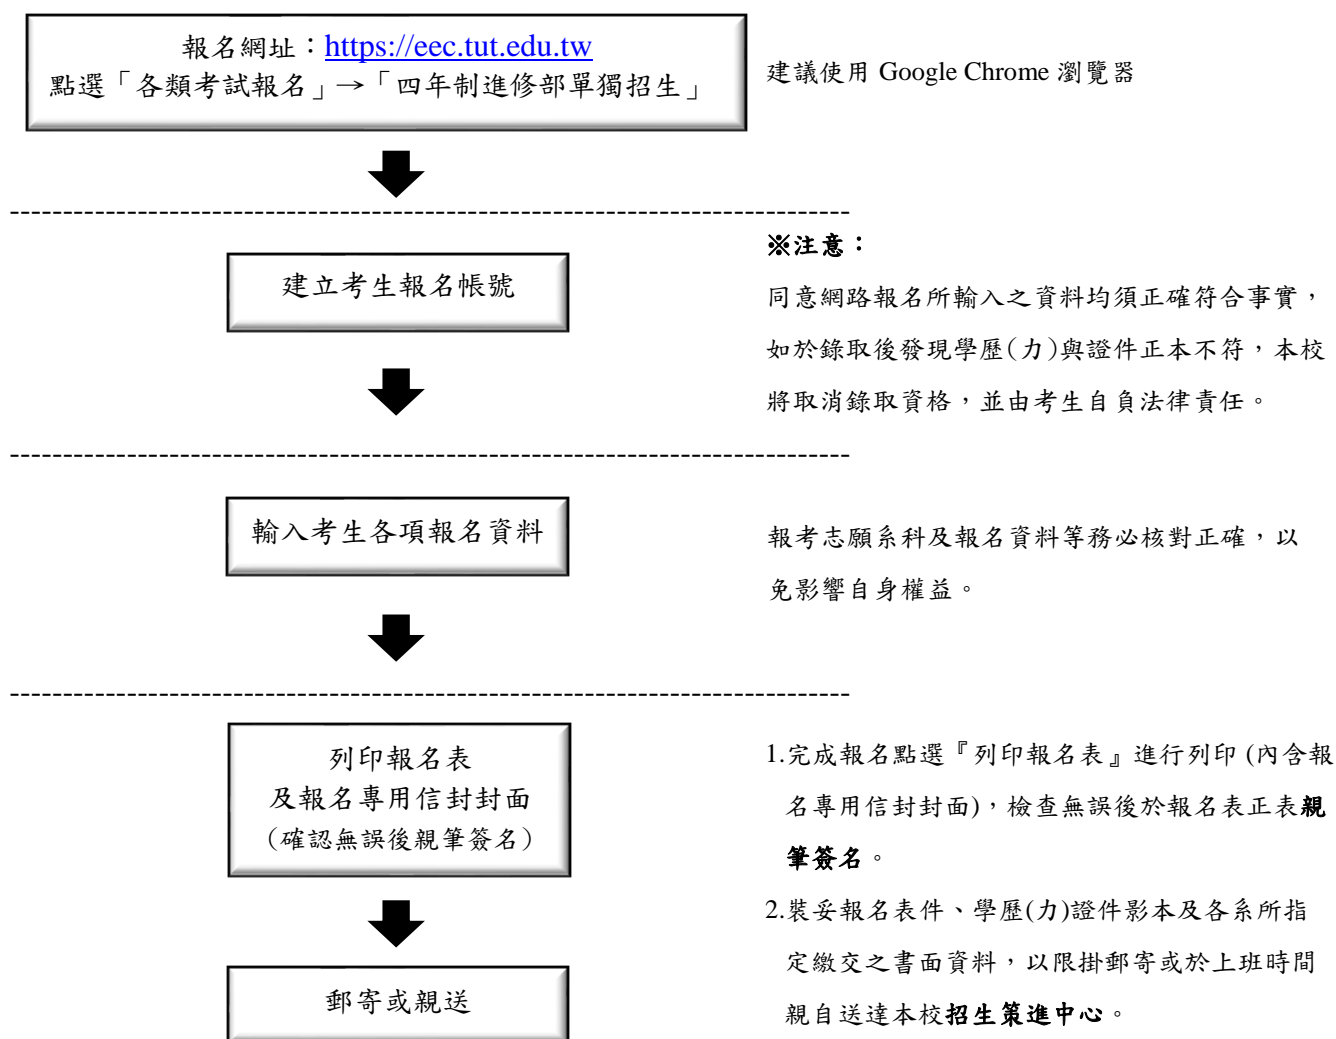 報名網址：https://eec.tut.edu.tw
點選「各類考試報名」→「四年制進修部單獨招生」
建議使用 Google Chrome 瀏覽器
建立考生報名帳號
※注意：
同意網路報名所輸入之資料均須正確符合事實，
如於錄取後發現學歷(力)與證件正本不符，本校
將取消錄取資格，並由考生自負法律責任。
輸入考生各項報名資料
報考志願系科及報名資料等務必核對正確，以
免影響自身權益。
列印報名表
及報名專用信封封面
(確認無誤後親筆簽名)
1.完成報名點選『列印報名表』進行列印 (內含報
名專用信封封面)，檢查無誤後於報名表正表親
筆簽名。
2.裝妥報名表件、學歷(力)證件影本及各系所指
定繳交之書面資料，以限掛郵寄或於上班時間
親自送達本校招生策進中心。
郵寄或親送